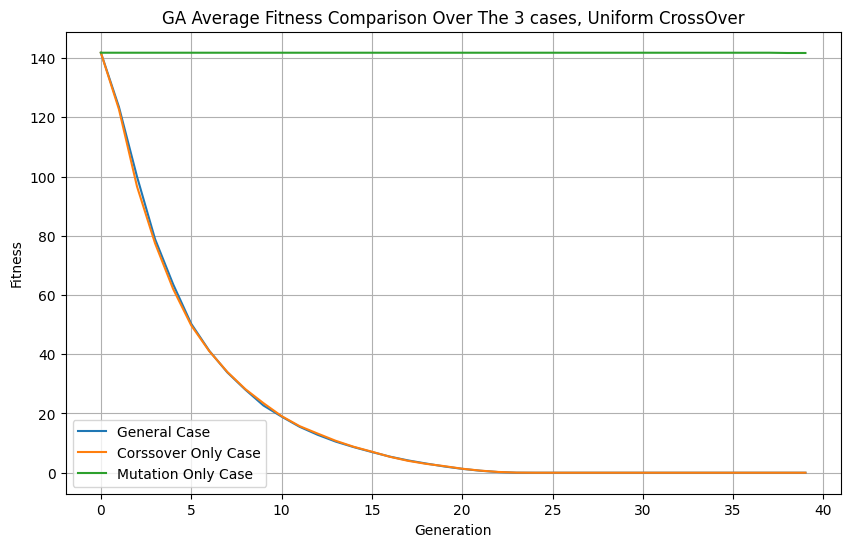 GA Average Fitness Comparison Over The 3 cases, Uniform CrossOver
140
120
100
80
60
40
20
0
Fitness
General Case
Corssover Only Case
Mutation Only Case
0 5 10 15 20 25 30 35 40
Generation